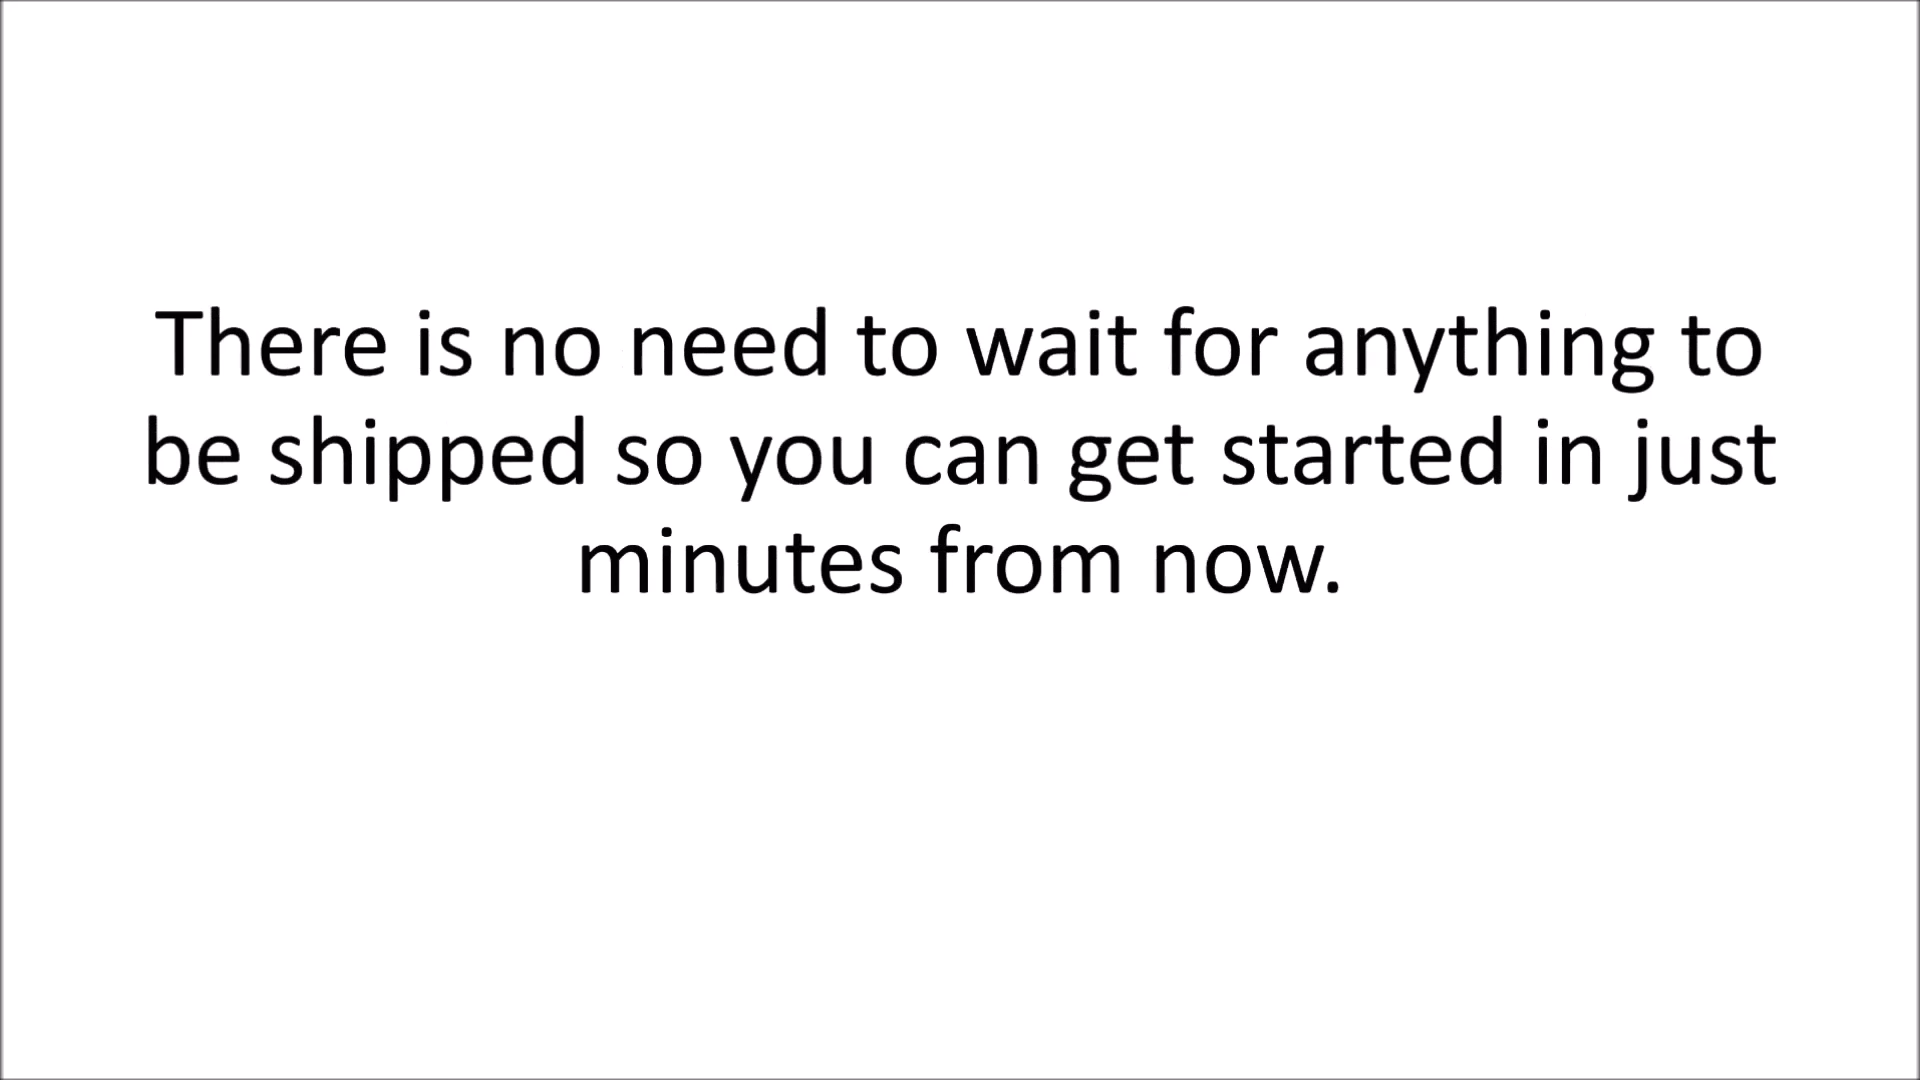 There is no need to wait for anything to
be shipped so you can get started in just
minutes from now.